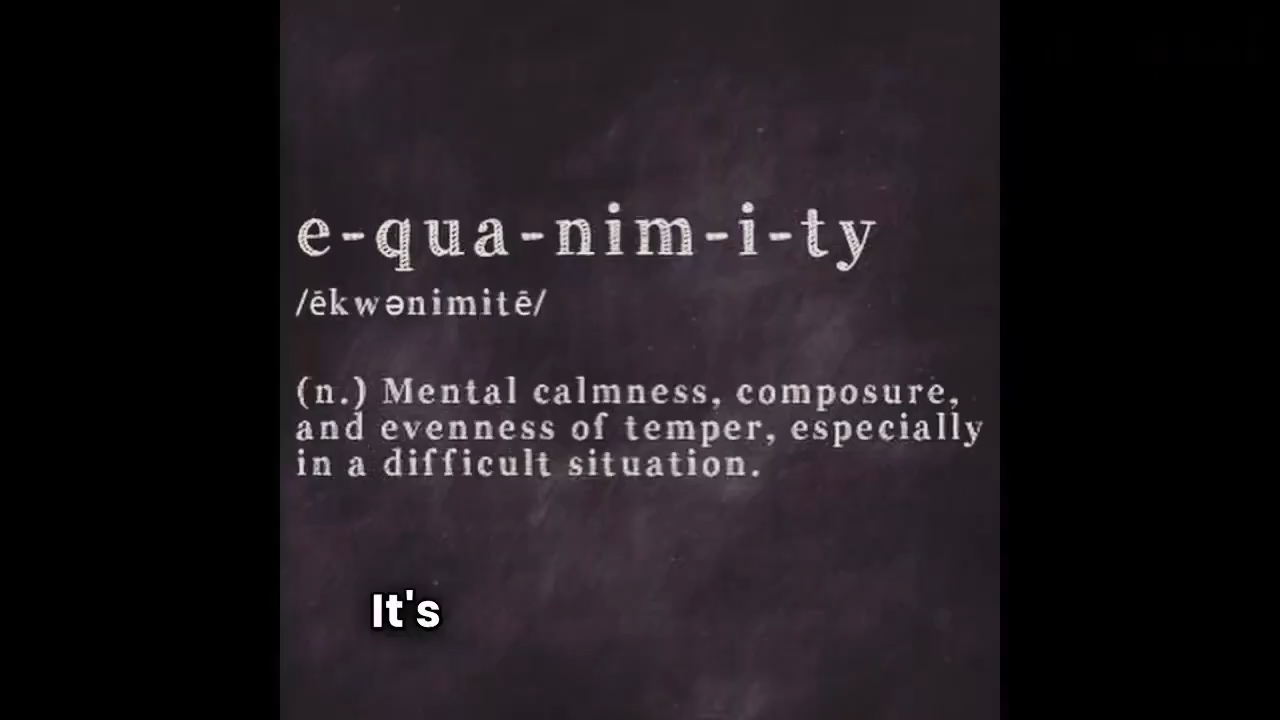 e-qua-nim-i-ty
/ēkwənimitē/
(n.) Mental calmness, composure,
and evenness of temper, especially
in a difficult situation.
It's